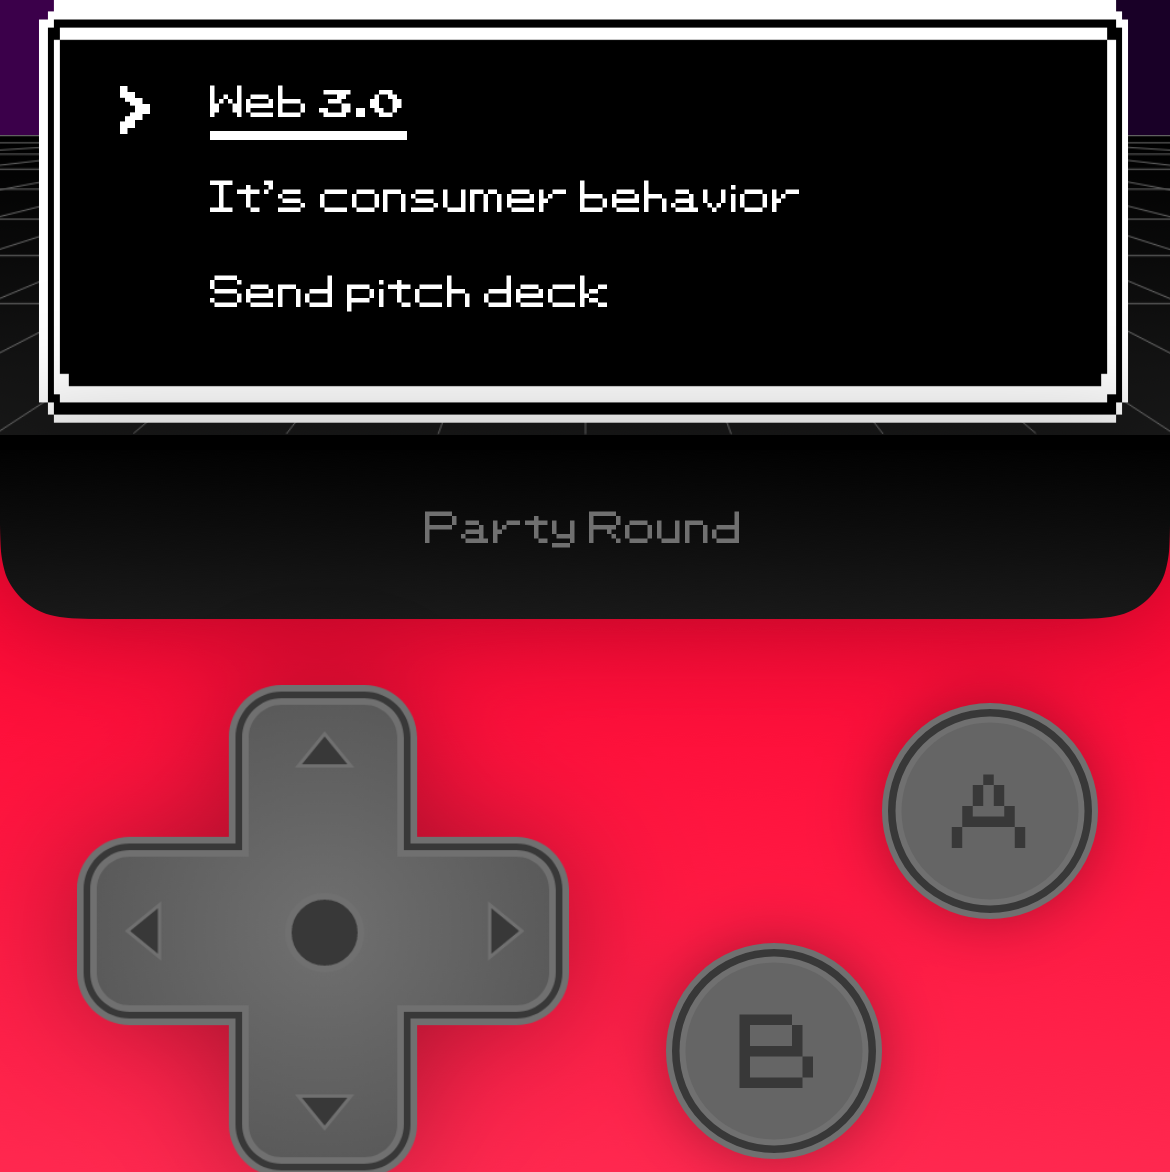 Web 3.0
It's consumer behavior
Send pitch deck
Party Round
A
B